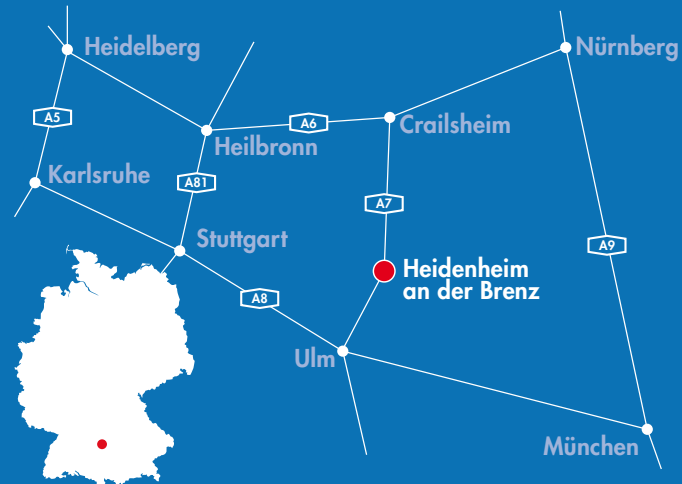 Heidelberg
Nürnberg
A5
A6
Crailsheim
Heilbronn
Karlsruhe
A81
A7
Stuttgart
A9
Heidenheim
an der Brenz
A8
Ulm
München